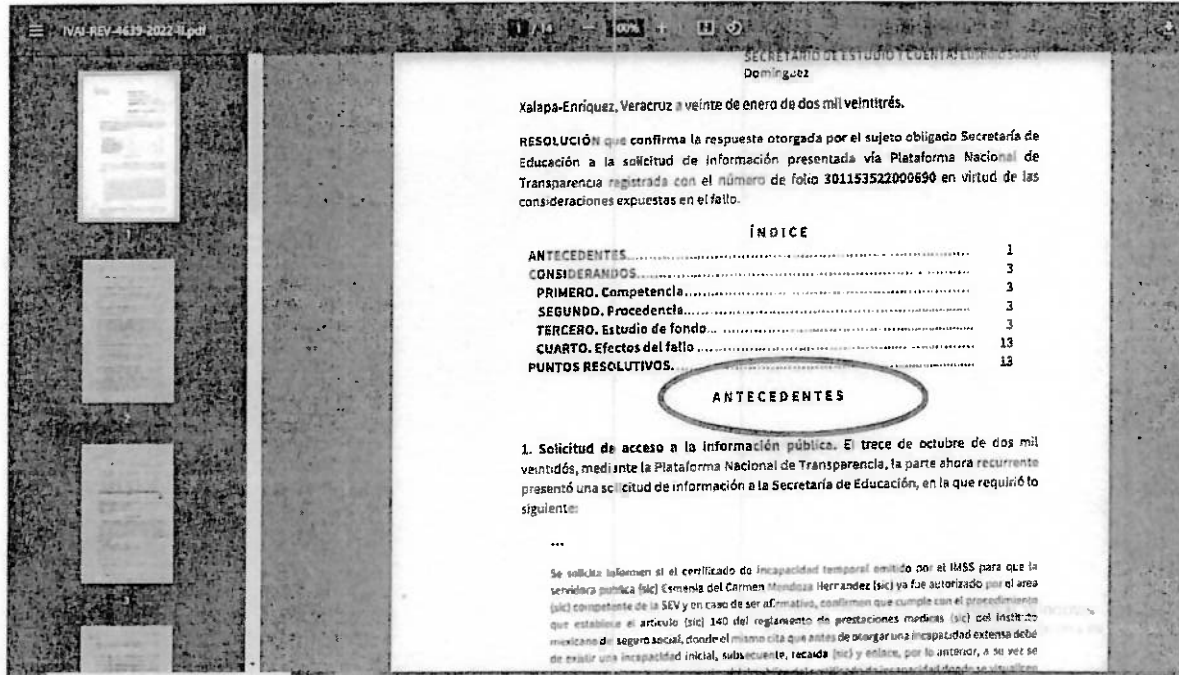 IVAI-REV-4639-2022-II.pdf
1 / 14 — 100% +
SECRETARIO DE ESTUDIO Y CUENTA:
Domínguez
Xalapa-Enríquez, Veracruz a veinte de enero de dos mil veintitrés.
RESOLUCIÓN que confirma la respuesta otorgada por el sujeto obligado Secretaría de
Educación a la solicitud de información presentada vía Plataforma Nacional de
Transparencia registrada con el número de folio 301153522000690 en virtud de las
consideraciones expuestas en el fallo.
ÍNDICE
ANTECEDENTES 1
CONSIDERANDOS 3
PRIMERO. Competencia 3
SEGUNDO. Procedencia 3
TERCERO. Estudio de fondo 3
CUARTO. Efectos del fallo 13
PUNTOS RESOLUTIVOS. 13
ANTECEDENTES
1. Solicitud de acceso a la información pública. El trece de octubre de dos mil
veintidós, mediante la Plataforma Nacional de Transparencia, la parte ahora recurrente
presentó una solicitud de información a la Secretaría de Educación, en la que requirió lo
siguiente:
...
Se solicita informen si el certificado de incapacidad temporal emitido por el IMSS para que la
servidora publica (sic) Esmenia del Carmen Mendoza Hernandez (sic) ya fue autorizado por el area
(sic) competente de la SEV y en caso de ser afirmativo, confirmen que cumple con el procedimiento
que establece el articulo (sic) 140 del reglamento de prestaciones medicas (sic) del instituto
mexicano de seguro social, donde el mismo cita que antes de otorgar una incapacidad extensa debe
de existir una incapacidad inicial, subsecuente, recaida (sic) y enlace, por lo anterior, a su vez se
1
2
3